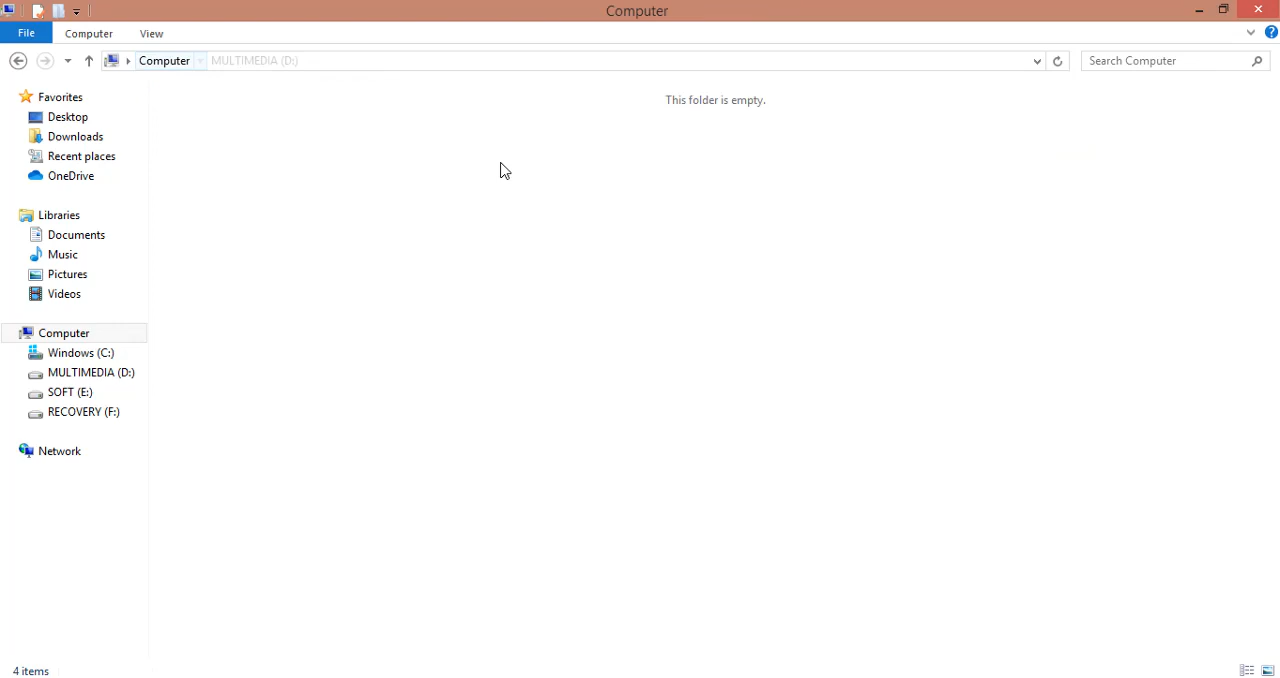 Computer
File Computer View
Computer MULTIMEDIA (D:) Search Computer
This folder is empty.
Favorites
Desktop
Downloads
Recent places
OneDrive
Libraries
Documents
Music
Pictures
Videos
Computer
Windows (C:)
MULTIMEDIA (D:)
SOFT (E:)
RECOVERY (F:)
Network
4 items